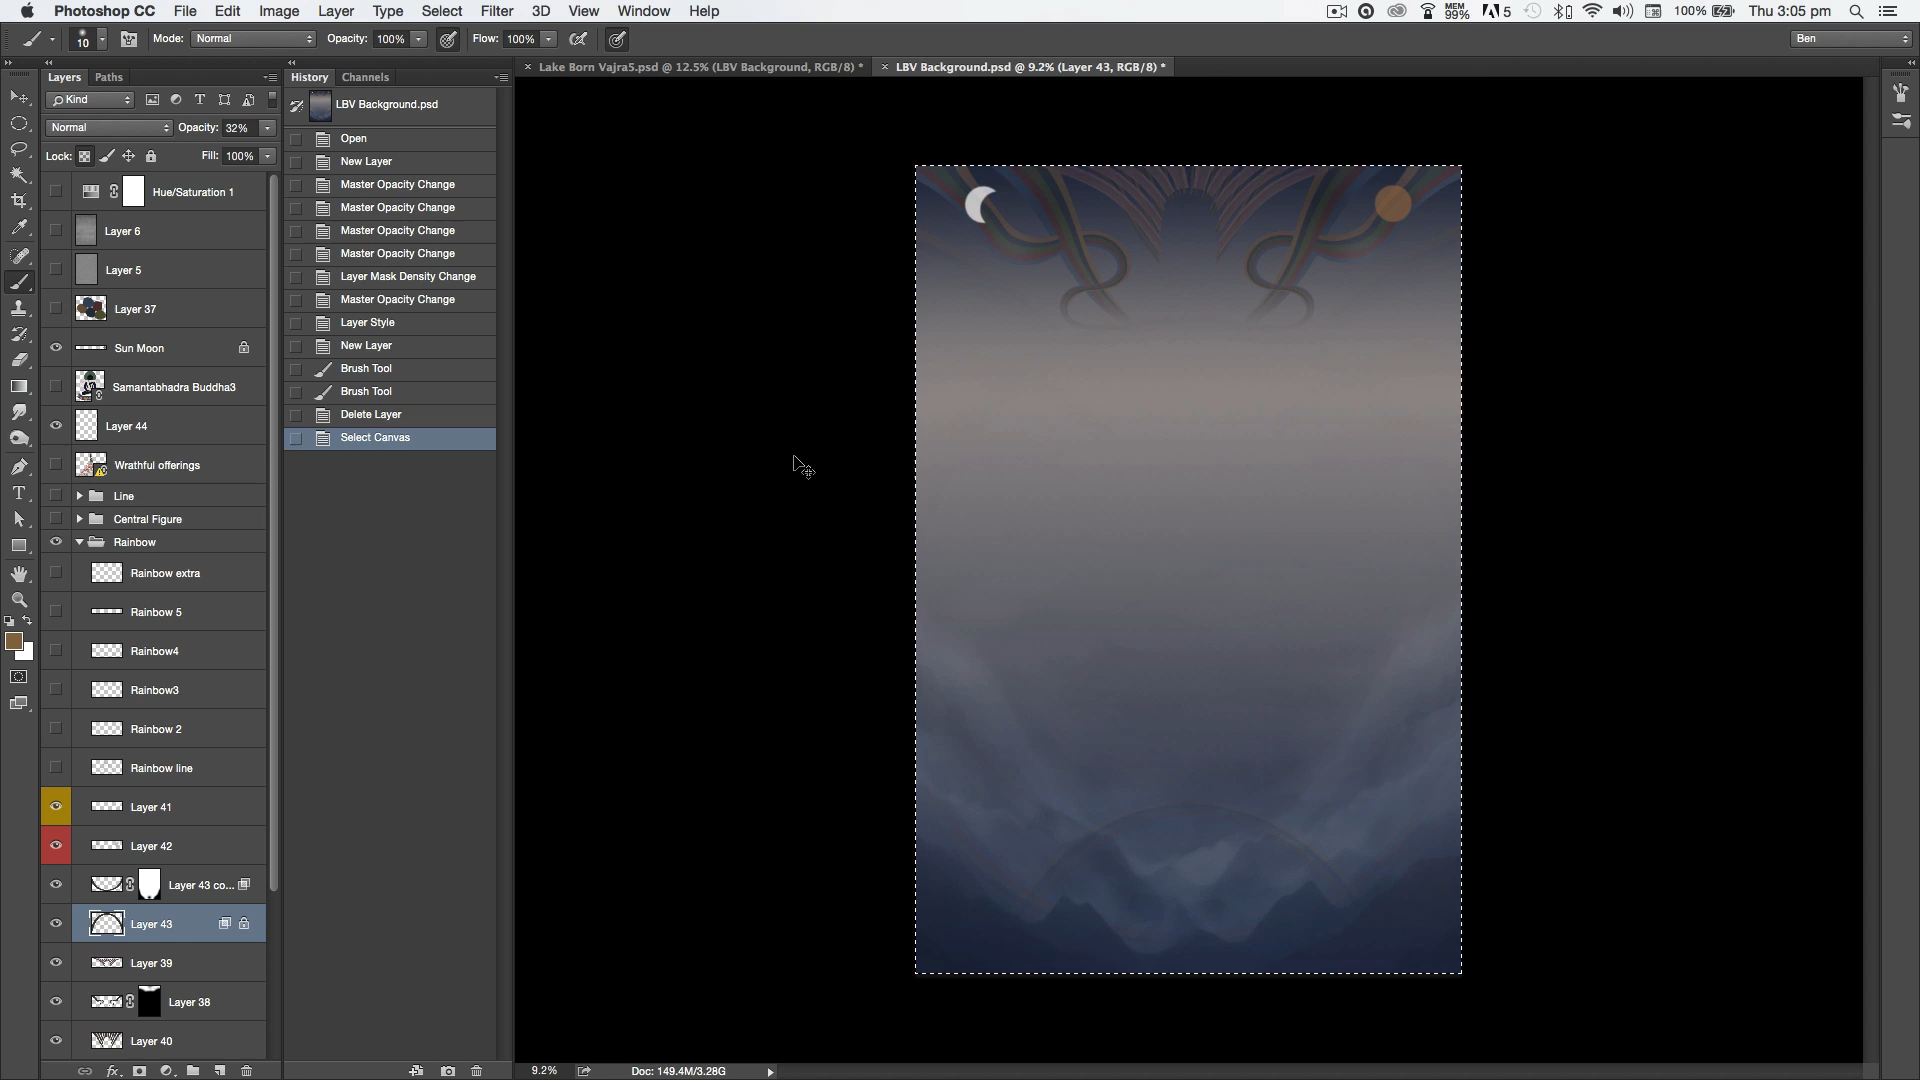 Photoshop CC File Edit Image Layer Type Select Filter 3D View Window Help MEM 99% 5 100% Thu 3:05 pm
10 Mode: Normal Opacity: 100% Flow: 100% Ben
Layers Paths
Kind
Normal Opacity: 32%
Lock: Fill: 100%
Hue/Saturation 1
Layer 6
Layer 5
Layer 37
Sun Moon
Samantabhadra Buddha3
Layer 44
Wrathful offerings
Line
Central Figure
Rainbow
Rainbow extra
Rainbow 5
Rainbow4
Rainbow3
Rainbow 2
Rainbow line
Layer 41
Layer 42
Layer 43 co...
Layer 43
Layer 39
Layer 38
Layer 40
fx
History Channels
LBV Background.psd
Open
New Layer
Master Opacity Change
Master Opacity Change
Master Opacity Change
Master Opacity Change
Layer Mask Density Change
Master Opacity Change
Layer Style
New Layer
Brush Tool
Brush Tool
Delete Layer
Select Canvas
Lake Born Vajra5.psd @ 12.5% (LBV Background, RGB/8) * LBV Background.psd @ 9.2% (Layer 43, RGB/8) *
9.2% Doc: 149.4M/3.28G